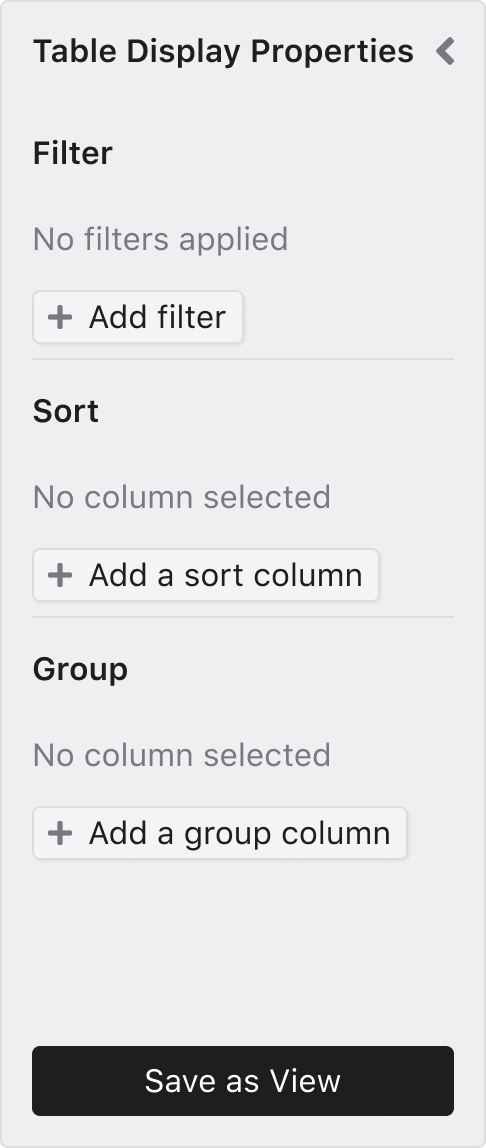 Table Display Properties
Filter
No filters applied
Add filter
Sort
No column selected
Add a sort column
Group
No column selected
Add a group column
Save as View